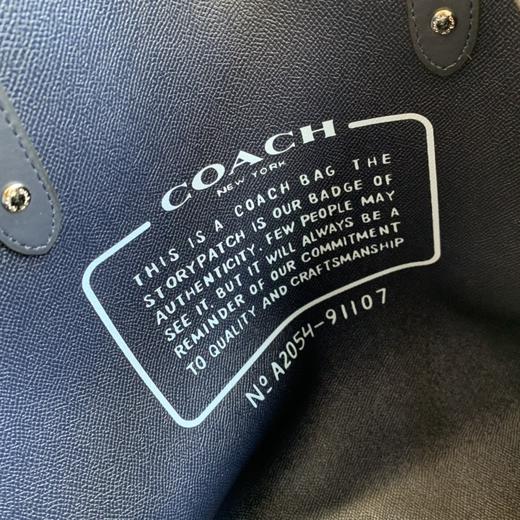 COACH
NEW YORK
THIS IS A COACH BAG THE
STORYPATCH IS OUR BADGE OF
AUTHENTICITY. FEW PEOPLE MAY
SEE IT, BUT IT WILL ALWAYS BE A
REMINDER OF OUR COMMITMENT
TO QUALITY AND CRAFTSMANSHIP
Nº A2054-91107